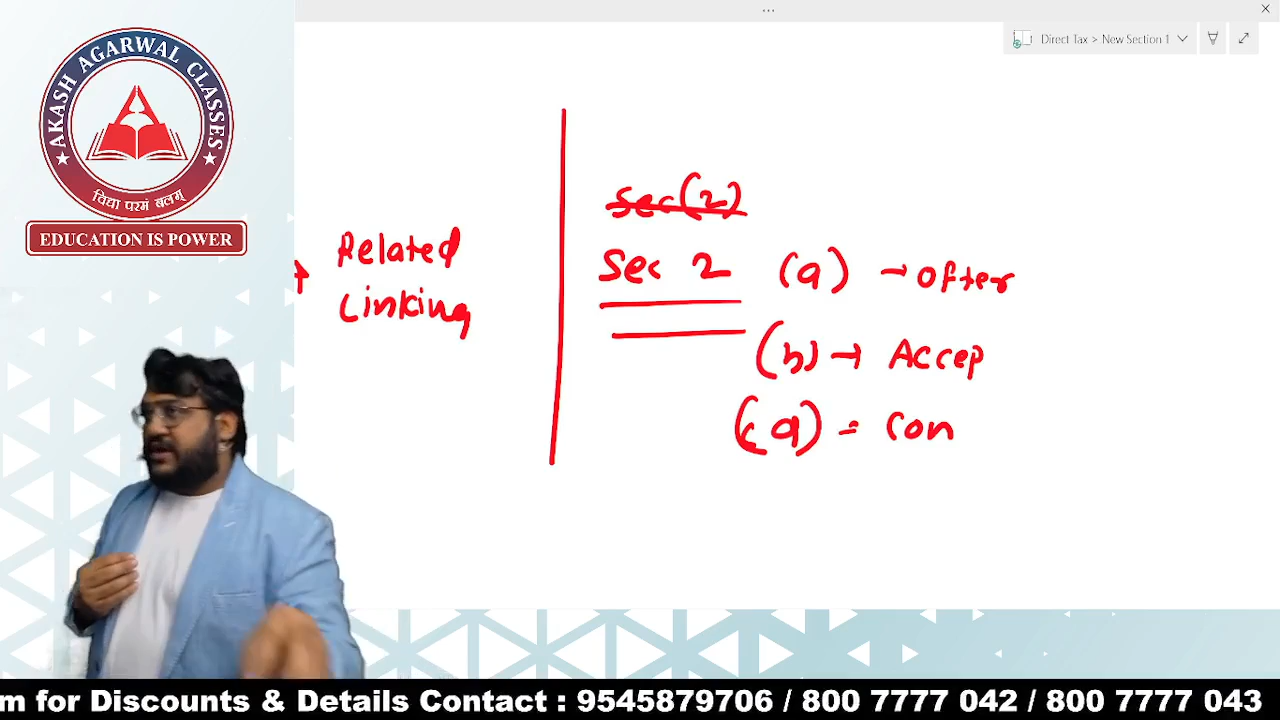 AKASH AGARWAL CLASSES
विद्या परमं बलम्
EDUCATION IS POWER
Direct Tax > New Section 1
Related
Linking
Sec(2)
Sec 2 (a) → Offer
(b) → Accep
(d) = Con
m for Discounts & Details Contact : 9545879706 / 800 7777 042 / 800 7777 043